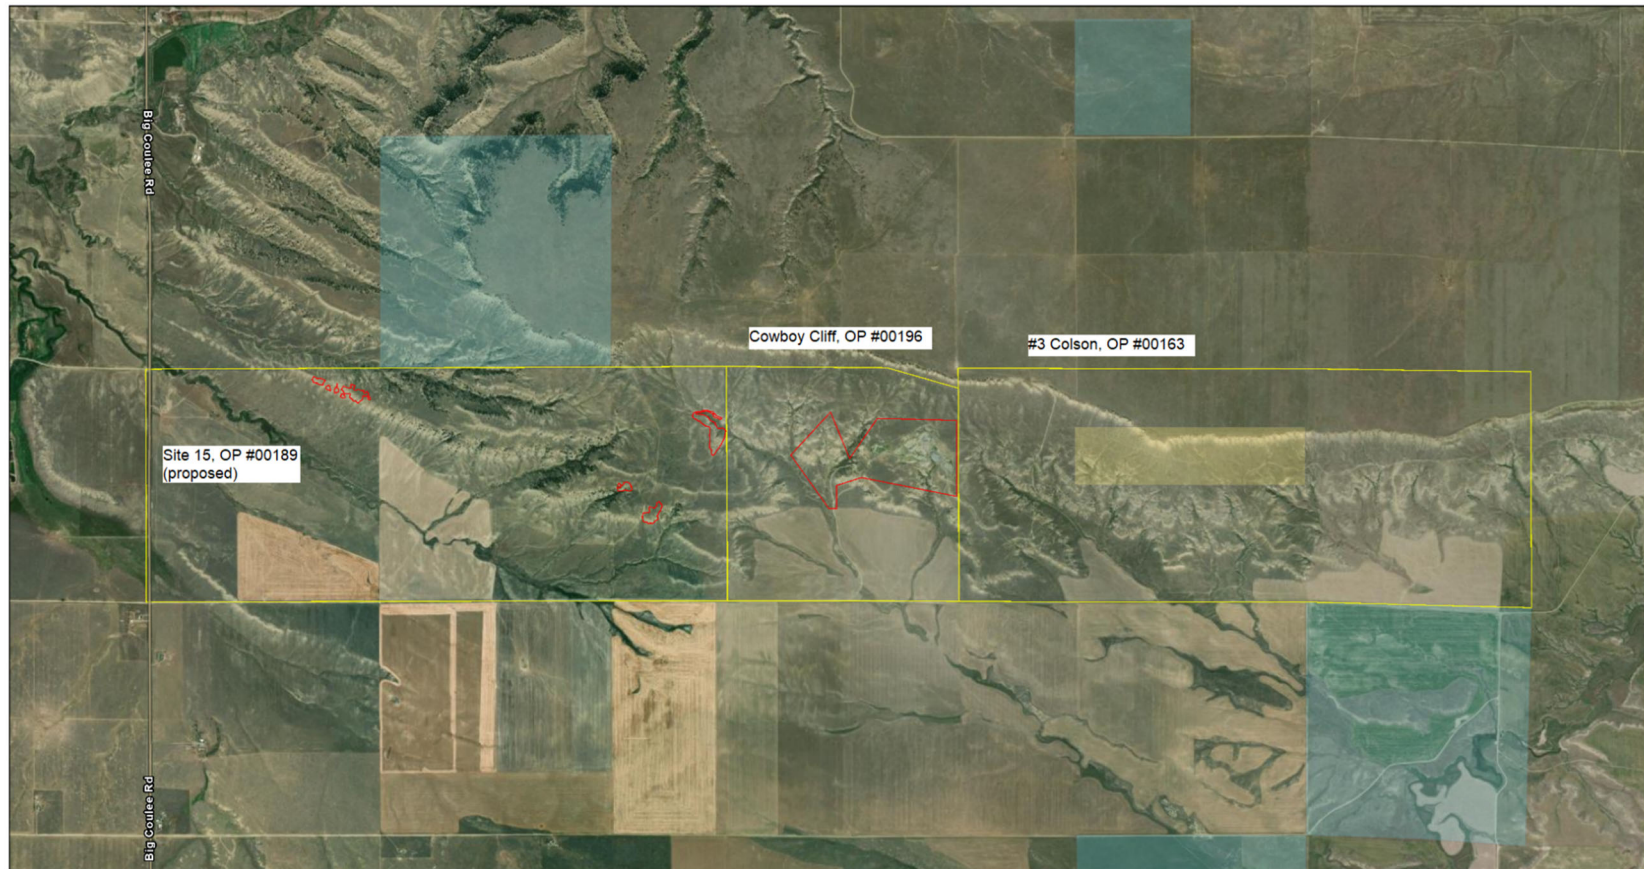 Big Coulee Rd
Cowboy Cliff, OP #00196
#3 Colson, OP #00163
Site 15, OP #00189
(proposed)
Big Coulee Rd